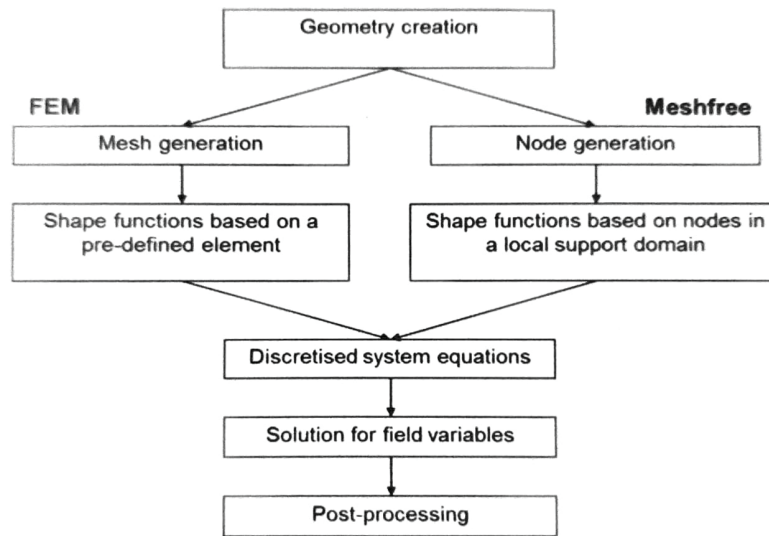 Geometry creation
FEM
Meshfree
Mesh generation
Node generation
Shape functions based on a
pre-defined element
Shape functions based on nodes in
a local support domain
Discretised system equations
Solution for field variables
Post-processing